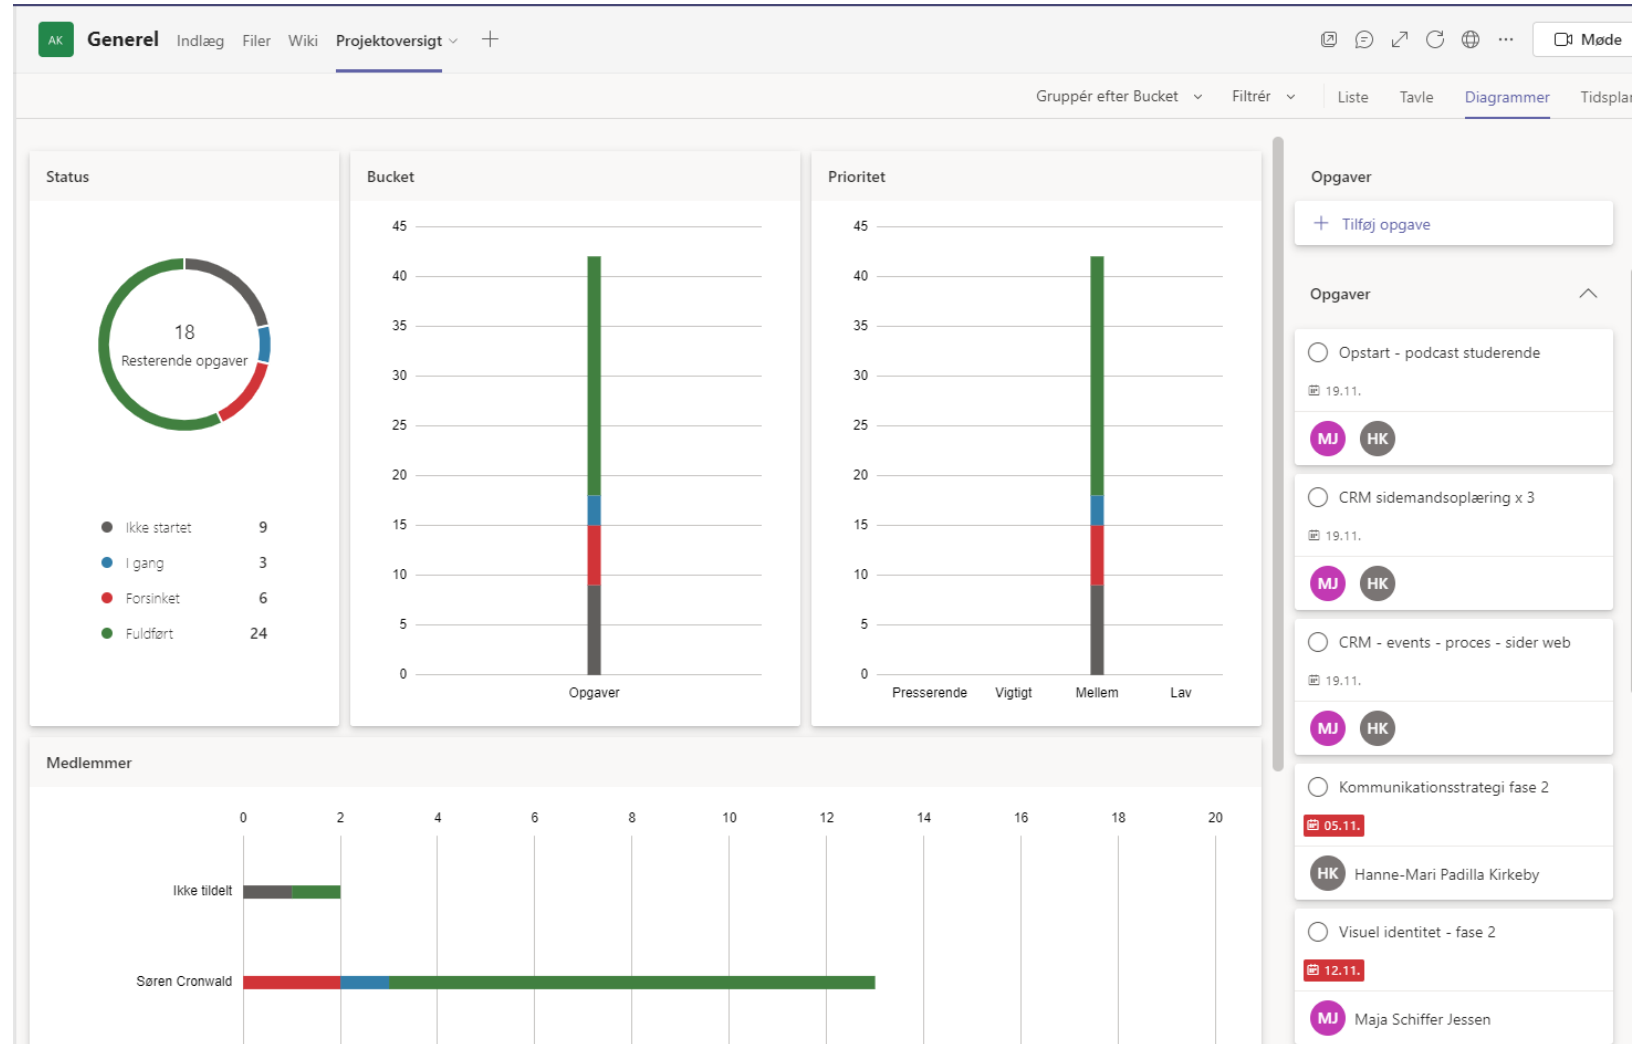 AK
Generel Indlæg Filer Wiki Projektoversigt
Møde
Gruppér efter Bucket Filtrér Liste Tavle Diagrammer Tidsplan
Status
18
Resterende opgaver
Ikke startet 9
I gang 3
Forsinket 6
Fuldført 24
Bucket
45
40
35
30
25
20
15
10
5
0
Opgaver
Prioritet
45
40
35
30
25
20
15
10
5
0
Presserende Vigtigt Mellem Lav
Medlemmer
0 2 4 6 8 10 12 14 16 18 20
Ikke tildelt
Søren Cronwald
Opgaver
+ Tilføj opgave
Opgaver
Opstart - podcast studerende
19.11.
MJ HK
CRM sidemandsoplæring x 3
19.11.
MJ HK
CRM - events - proces - sider web
19.11.
MJ HK
Kommunikationsstrategi fase 2
05.11.
HK Hanne-Mari Padilla Kirkeby
Visuel identitet - fase 2
12.11.
MJ Maja Schiffer Jessen